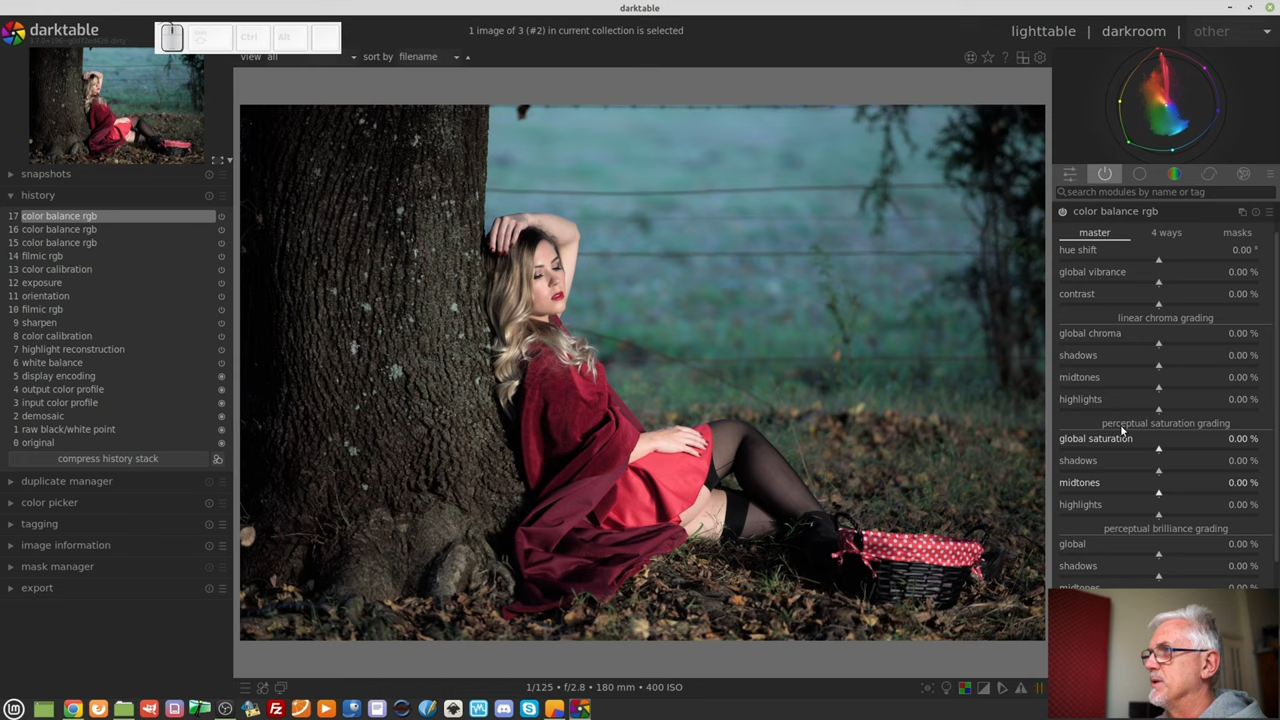 darktable
darktable
Ctrl
Alt
1 image of 3 (#2) in current collection is selected
lighttable | darkroom | other
View all
sort by filename
snapshots
history
17 color balance rgb
16 color balance rgb
15 color balance rgb
14 filmic rgb
13 color calibration
12 exposure
11 orientation
10 filmic rgb
9 sharpen
8 color calibration
7 highlight reconstruction
6 white balance
5 display encoding
4 output color profile
3 input color profile
2 demosaic
1 raw black/white point
0 original
compress history stack
duplicate manager
color picker
tagging
image information
mask manager
export
search modules by name or tag
color balance rgb
master 4 ways masks
hue shift 0.00 °
global vibrance 0.00 %
contrast 0.00 %
linear chroma grading
global chroma 0.00 %
shadows 0.00 %
midtones 0.00 %
highlights 0.00 %
perceptual saturation grading
global saturation 0.00 %
shadows 0.00 %
midtones 0.00 %
highlights 0.00 %
perceptual brilliance grading
global 0.00 %
shadows 0.00 %
midtones
1/125 • f/2.8 • 180 mm • 400 ISO